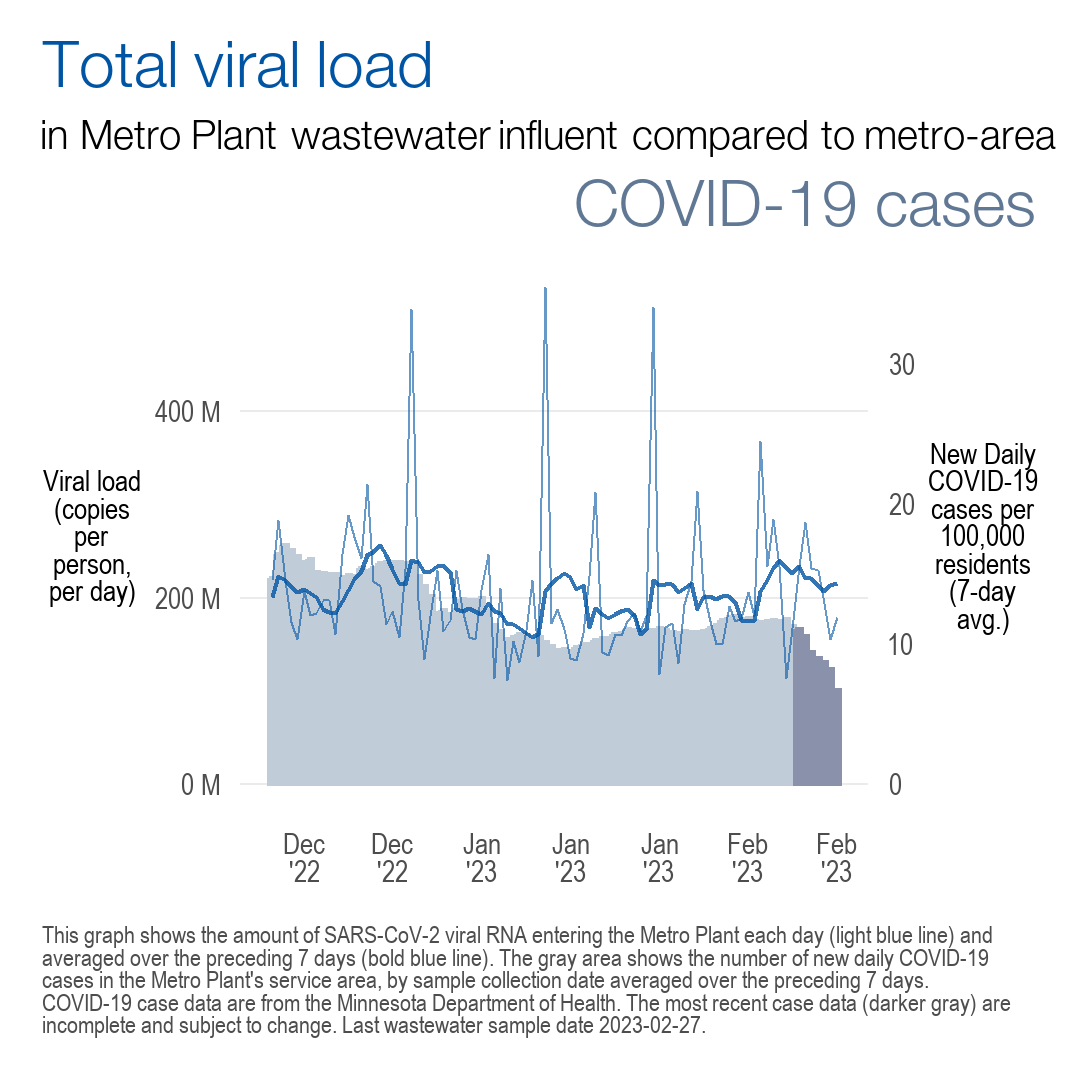 Total viral load
in Metro Plant wastewater influent compared to metro-area
COVID-19 cases
400 M
200 M
0 M
Viral load
(copies
per
person,
per day)
30
20
10
0
New Daily
COVID-19
cases per
100,000
residents
(7-day
avg.)
Dec Dec Jan Jan Jan Feb Feb
'22 '22 '23 '23 '23 '23 '23
This graph shows the amount of SARS-CoV-2 viral RNA entering the Metro Plant each day (light blue line) and
averaged over the preceding 7 days (bold blue line). The gray area shows the number of new daily COVID-19
cases in the Metro Plant's service area, by sample collection date averaged over the preceding 7 days.
COVID-19 case data are from the Minnesota Department of Health. The most recent case data (darker gray) are
incomplete and subject to change. Last wastewater sample date 2023-02-27.